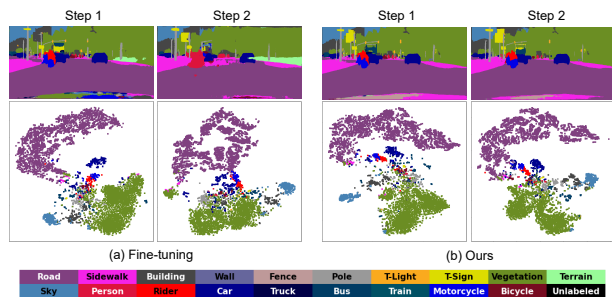 Step 1 Step 2 Step 1 Step 2
(a) Fine-tuning (b) Ours
Road Sidewalk Building Wall Fence Pole T-Light T-Sign Vegetation Terrain
Sky Person Rider Car Truck Bus Train Motorcycle Bicycle Unlabeled